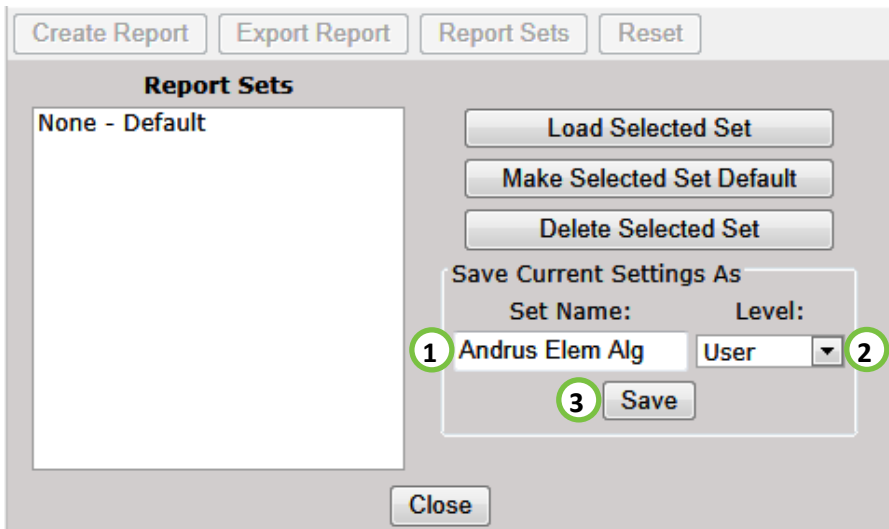 Create Report Export Report Report Sets Reset
Report Sets
None - Default
Load Selected Set
Make Selected Set Default
Delete Selected Set
Save Current Settings As
Set Name: Level:
1 Andrus Elem Alg User 2
3 Save
Close